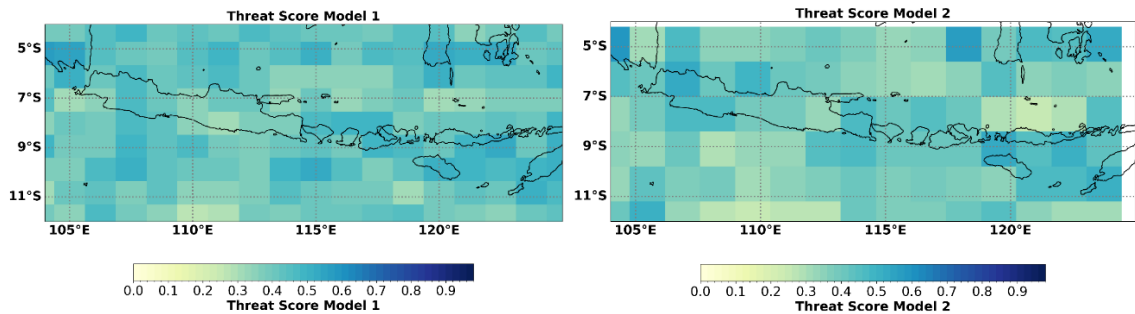 Threat Score Model 1
5°S
7°S
9°S
11°S
105°E 110°E 115°E 120°E
0.0 0.1 0.2 0.3 0.4 0.5 0.6 0.7 0.8 0.9
Threat Score Model 1
Threat Score Model 2
5°S
7°S
9°S
11°S
105°E 110°E 115°E 120°E
0.0 0.1 0.2 0.3 0.4 0.5 0.6 0.7 0.8 0.9
Threat Score Model 2